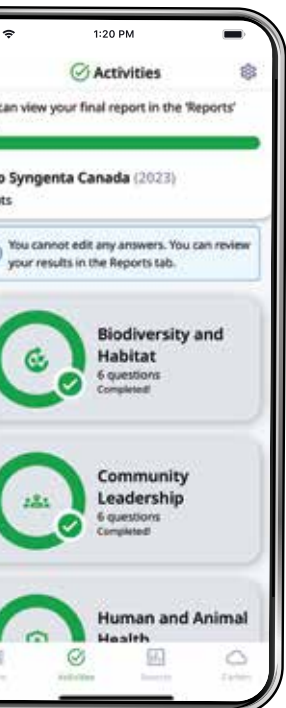 1:20 PM
Activities
can view your final report in the 'Reports'
Syngenta Canada (2023)
You cannot edit any answers. You can review
your results in the Reports tab.
Biodiversity and
Habitat
6 questions
Completed!
Community
Leadership
6 questions
Completed!
Human and Animal
Health
Activities
Reports